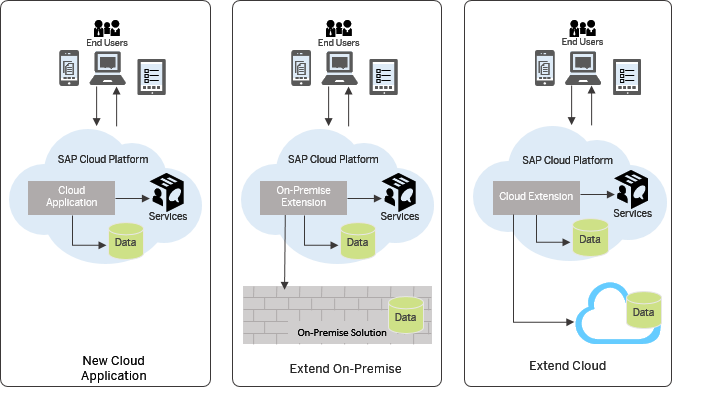 End Users
SAP Cloud Platform
Cloud
Application
Services
Data
New Cloud
Application
End Users
SAP Cloud Platform
On-Premise
Extension
Services
Data
Data
On-Premise Solution
Extend On-Premise
End Users
SAP Cloud Platform
Cloud Extension
Services
Data
Data
Extend Cloud